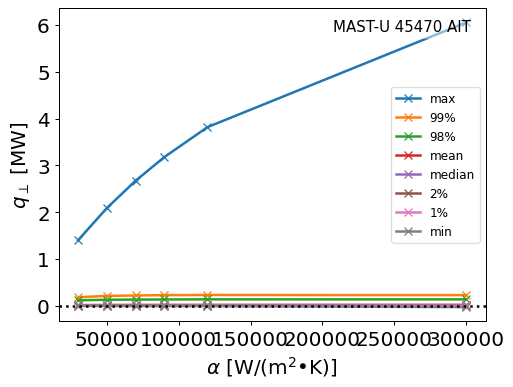 MAST-U 45470 AIT
6
5
4
3
2
1
0
q⊥ [MW]
max
99%
98%
mean
median
2%
1%
min
50000 100000 150000 200000 250000 300000
α [W/(m²•K)]